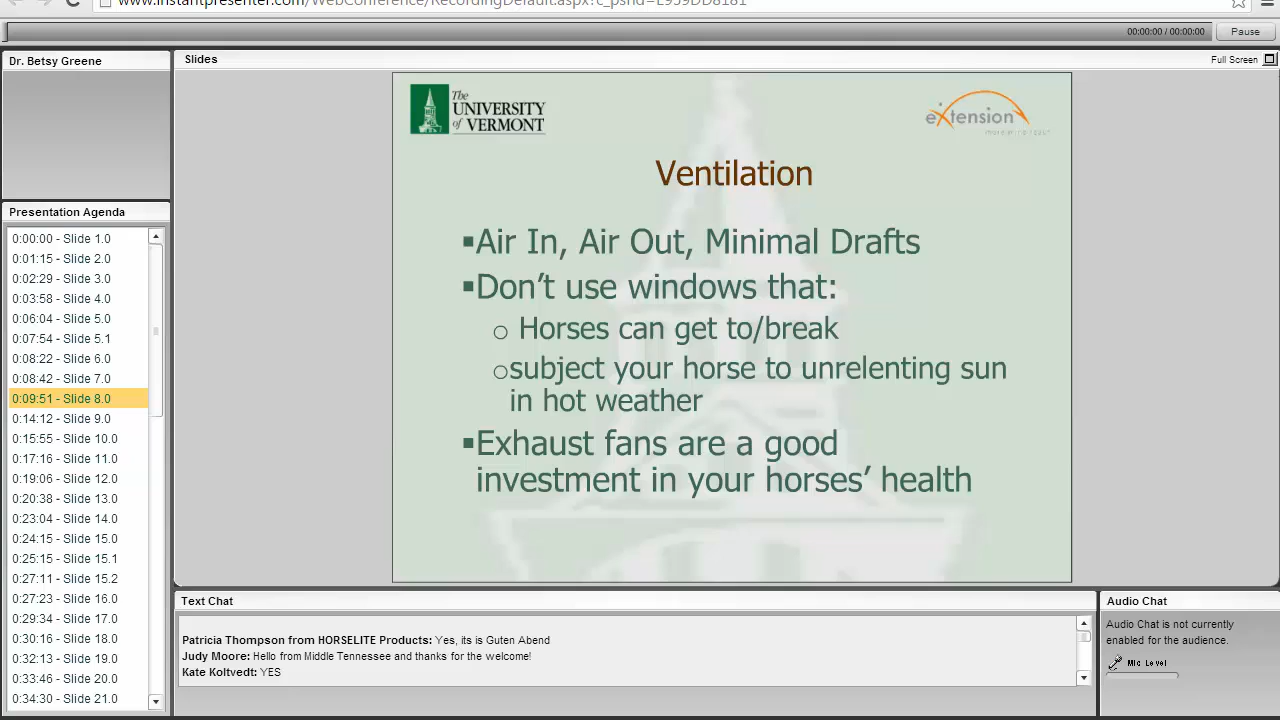 www.instantpresenter.com/WebConference/RecordingDefault.aspx?c_psrid=E959DD8181
00:00:00 / 00:00:00
Pause
Dr. Betsy Greene
Slides
Full Screen
The
UNIVERSITY
of VERMONT
eXtension
Ventilation
▪Air In, Air Out, Minimal Drafts
▪Don’t use windows that:
o Horses can get to/break
osubject your horse to unrelenting sun
in hot weather
▪Exhaust fans are a good
investment in your horses’ health
Presentation Agenda
0:00:00 - Slide 1.0
0:01:15 - Slide 2.0
0:02:29 - Slide 3.0
0:03:58 - Slide 4.0
0:06:04 - Slide 5.0
0:07:54 - Slide 5.1
0:08:22 - Slide 6.0
0:08:42 - Slide 7.0
0:09:51 - Slide 8.0
0:14:12 - Slide 9.0
0:15:55 - Slide 10.0
0:17:16 - Slide 11.0
0:19:06 - Slide 12.0
0:20:38 - Slide 13.0
0:23:04 - Slide 14.0
0:24:15 - Slide 15.0
0:25:15 - Slide 15.1
0:27:11 - Slide 15.2
0:27:23 - Slide 16.0
0:29:34 - Slide 17.0
0:30:16 - Slide 18.0
0:32:13 - Slide 19.0
0:33:46 - Slide 20.0
0:34:30 - Slide 21.0
Text Chat
Patricia Thompson from HORSELITE Products: Yes, its is Guten Abend
Judy Moore: Hello from Middle Tennessee and thanks for the welcome!
Kate Koltvedt: YES
Audio Chat
Audio Chat is not currently
enabled for the audience.
Mic Level